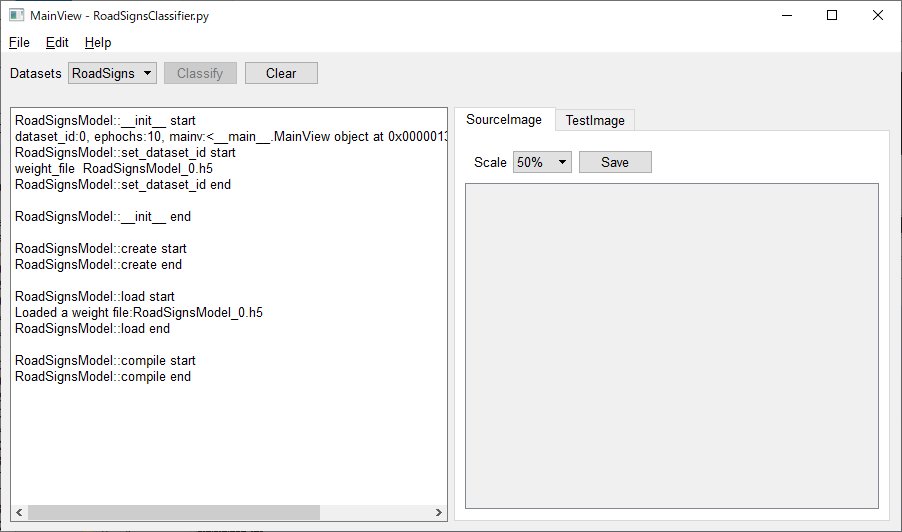 MainView - RoadSignsClassifier.py
File Edit Help
Datasets RoadSigns Classify Clear
RoadSignsModel::__init__ start
dataset_id:0, ephochs:10, mainv:<__main__.MainView object at 0x0000013
RoadSignsModel::set_dataset_id start
weight_file  RoadSignsModel_0.h5
RoadSignsModel::set_dataset_id end
RoadSignsModel::__init__ end
RoadSignsModel::create start
RoadSignsModel::create end
RoadSignsModel::load start
Loaded a weight file:RoadSignsModel_0.h5
RoadSignsModel::load end
RoadSignsModel::compile start
RoadSignsModel::compile end
SourceImage TestImage
Scale 50% Save